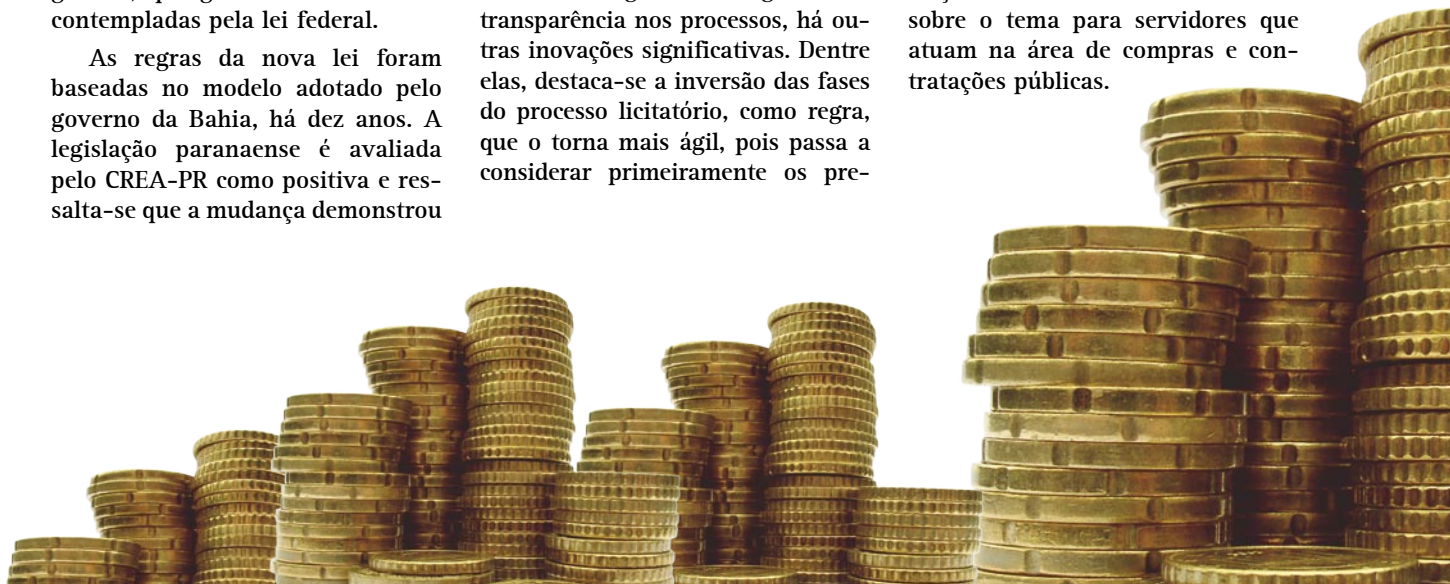 contempladas pela lei federal.
As regras da nova lei foram
baseadas no modelo adotado pelo
governo da Bahia, há dez anos. A
legislação paranaense é avaliada
pelo CREA-PR como positiva e res-
salta-se que a mudança demonstrou
transparência nos processos, há ou-
tras inovações significativas. Dentre
elas, destaca-se a inversão das fases
do processo licitatório, como regra,
que o torna mais ágil, pois passa a
considerar primeiramente os pre-
sobre o tema para servidores que
atuam na área de compras e con-
tratações públicas.